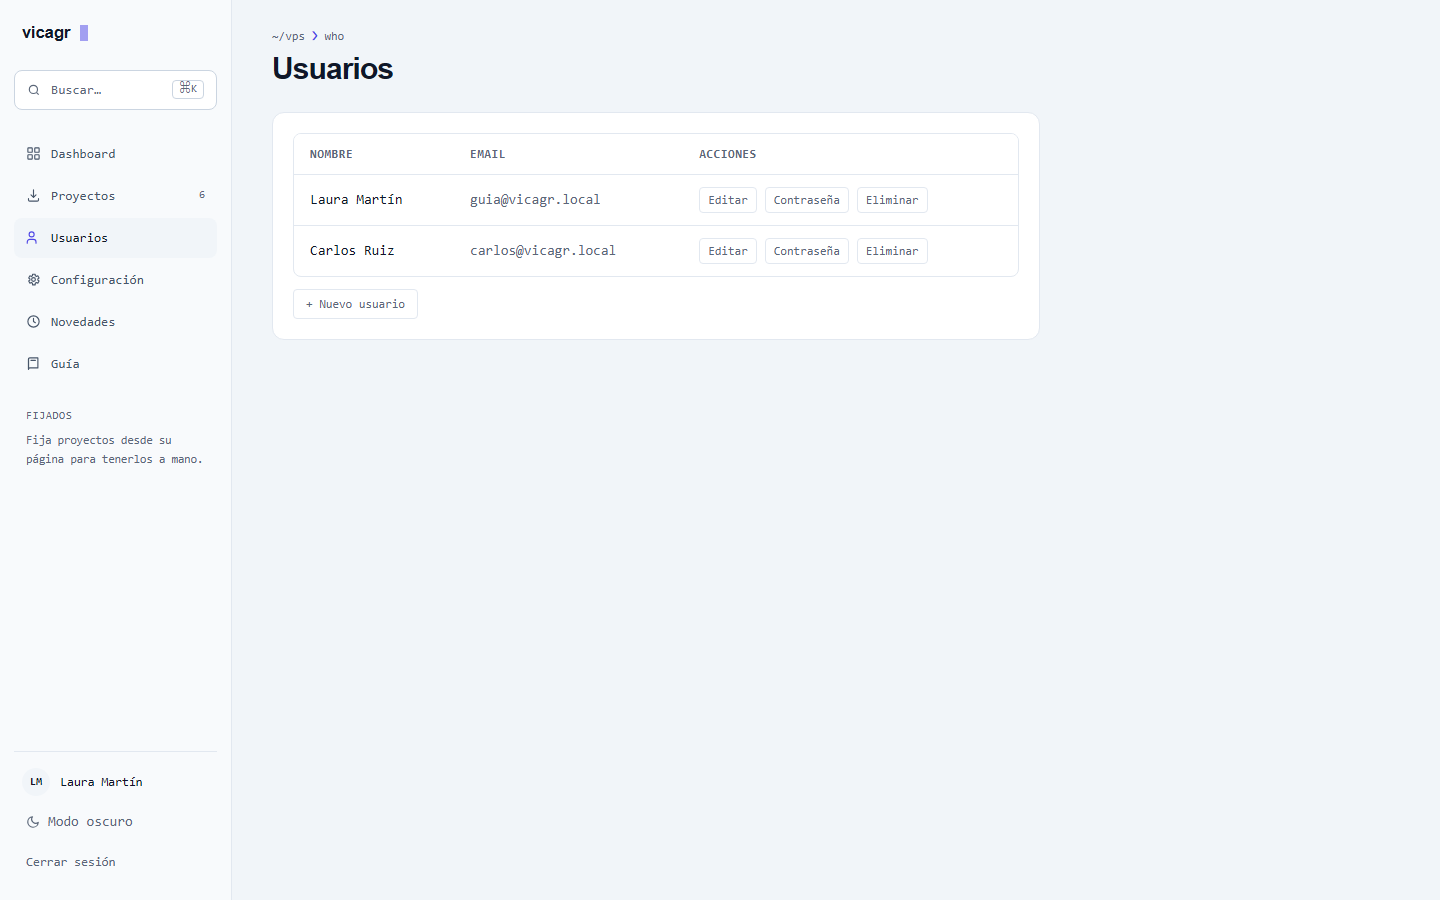 vicagr
Buscar… ⌘K
Dashboard
Proyectos 6
Usuarios
Configuración
Novedades
Guía
FIJADOS
Fija proyectos desde su
página para tenerlos a mano.
LM Laura Martín
Modo oscuro
Cerrar sesión
~/vps ❯ who
Usuarios
NOMBRE EMAIL ACCIONES
Laura Martín guia@vicagr.local Editar Contraseña Eliminar
Carlos Ruiz carlos@vicagr.local Editar Contraseña Eliminar
+ Nuevo usuario